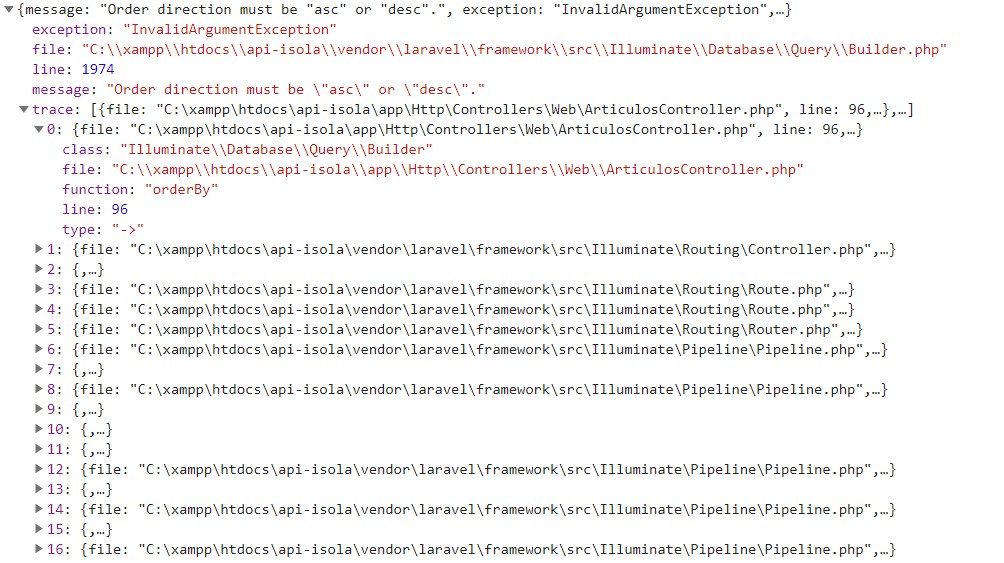 {message: "Order direction must be "asc" or "desc".", exception: "InvalidArgumentException",…}
exception: "InvalidArgumentException"
file: "C:\\xampp\\htdocs\\api-isola\\vendor\\laravel\\framework\\src\\Illuminate\\Database\\Query\\Builder.php"
line: 1974
message: "Order direction must be \"asc\" or \"desc\"."
trace: [{file: "C:\xampp\htdocs\api-isola\app\Http\Controllers\Web\ArticulosController.php", line: 96,…},…]
0: {file: "C:\xampp\htdocs\api-isola\app\Http\Controllers\Web\ArticulosController.php", line: 96,…}
class: "Illuminate\\Database\\Query\\Builder"
file: "C:\\xampp\\htdocs\\api-isola\\app\\Http\\Controllers\\Web\\ArticulosController.php"
function: "orderBy"
line: 96
type: "->"
1: {file: "C:\xampp\htdocs\api-isola\vendor\laravel\framework\src\Illuminate\Routing\Controller.php",…}
2: {,…}
3: {file: "C:\xampp\htdocs\api-isola\vendor\laravel\framework\src\Illuminate\Routing\Route.php",…}
4: {file: "C:\xampp\htdocs\api-isola\vendor\laravel\framework\src\Illuminate\Routing\Route.php",…}
5: {file: "C:\xampp\htdocs\api-isola\vendor\laravel\framework\src\Illuminate\Routing\Router.php",…}
6: {file: "C:\xampp\htdocs\api-isola\vendor\laravel\framework\src\Illuminate\Pipeline\Pipeline.php",…}
7: {,…}
8: {file: "C:\xampp\htdocs\api-isola\vendor\laravel\framework\src\Illuminate\Pipeline\Pipeline.php",…}
9: {,…}
10: {,…}
11: {,…}
12: {file: "C:\xampp\htdocs\api-isola\vendor\laravel\framework\src\Illuminate\Pipeline\Pipeline.php",…}
13: {,…}
14: {file: "C:\xampp\htdocs\api-isola\vendor\laravel\framework\src\Illuminate\Pipeline\Pipeline.php",…}
15: {,…}
16: {file: "C:\xampp\htdocs\api-isola\vendor\laravel\framework\src\Illuminate\Pipeline\Pipeline.php",…}